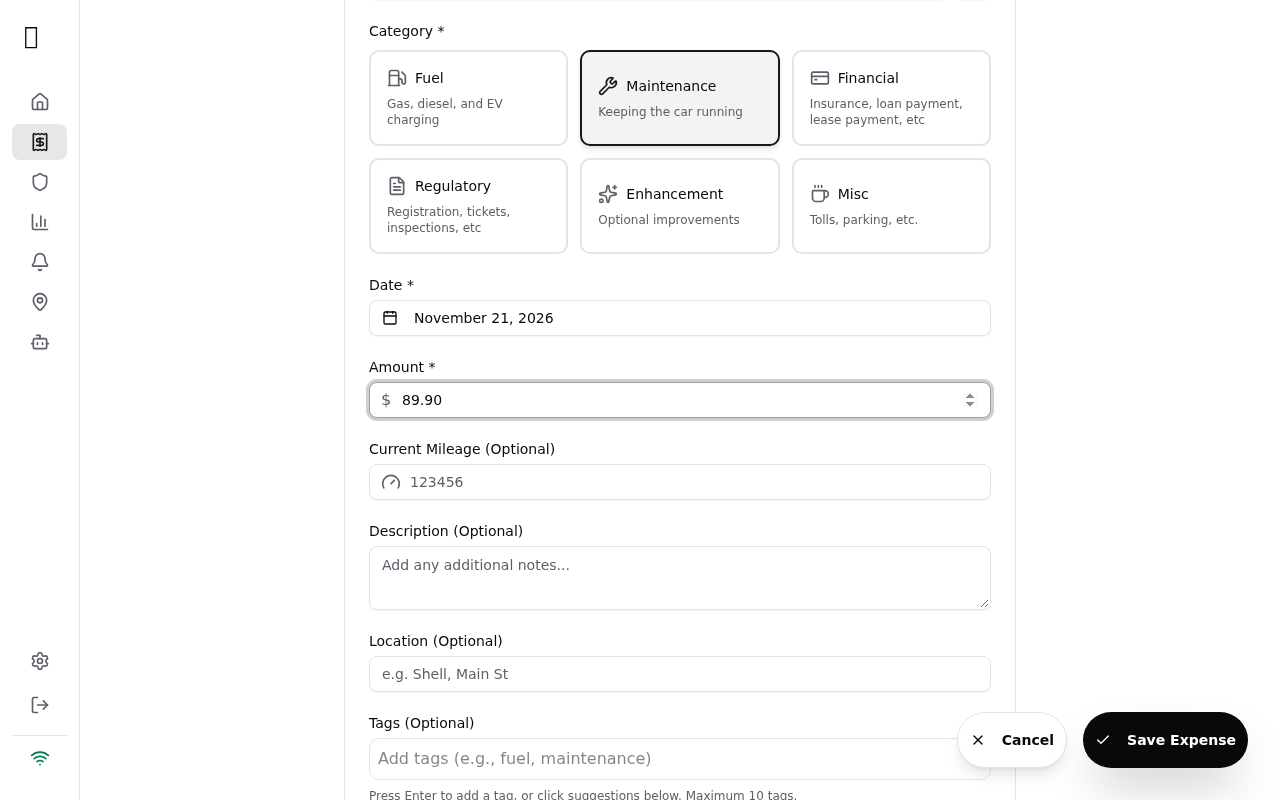 Category *
Fuel
Gas, diesel, and EV
charging
Maintenance
Keeping the car running
Financial
Insurance, loan payment,
lease payment, etc
Regulatory
Registration, tickets,
inspections, etc
Enhancement
Optional improvements
Misc
Tolls, parking, etc.
Date *
November 21, 2026
Amount *
$ 89.90
Current Mileage (Optional)
123456
Description (Optional)
Add any additional notes...
Location (Optional)
e.g. Shell, Main St
Tags (Optional)
Add tags (e.g., fuel, maintenance)
Cancel
Save Expense
Press Enter to add a tag, or click suggestions below. Maximum 10 tags.